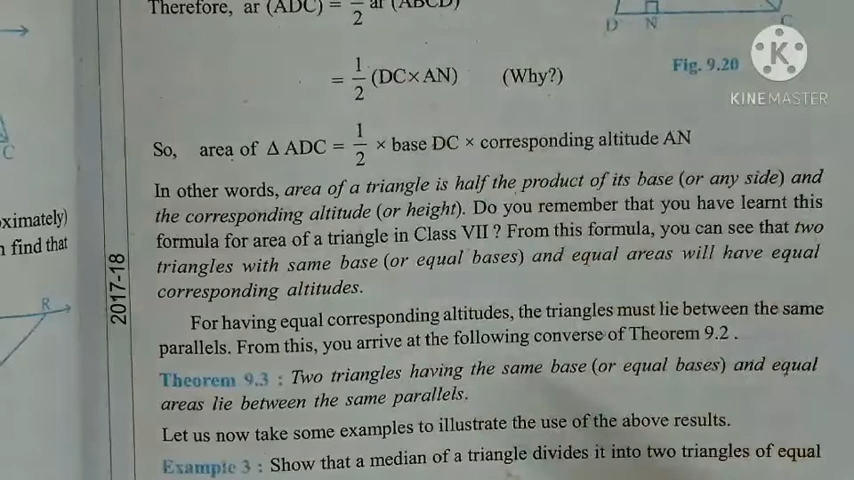 Therefore, ar (ADC) = 1/2 ar (ABCD)
D N C
= 1/2 (DC × AN) (Why?)
Fig. 9.20
K
KINEMASTER
So, area of Δ ADC = 1/2 × base DC × corresponding altitude AN
In other words, area of a triangle is half the product of its base (or any side) and
the corresponding altitude (or height). Do you remember that you have learnt this
formula for area of a triangle in Class VII ? From this formula, you can see that two
triangles with same base (or equal bases) and equal areas will have equal
corresponding altitudes.
For having equal corresponding altitudes, the triangles must lie between the same
parallels. From this, you arrive at the following converse of Theorem 9.2 .
Theorem 9.3 : Two triangles having the same base (or equal bases) and equal
areas lie between the same parallels.
Let us now take some examples to illustrate the use of the above results.
Example 3 : Show that a median of a triangle divides it into two triangles of equal
2017-18
C
find that
R